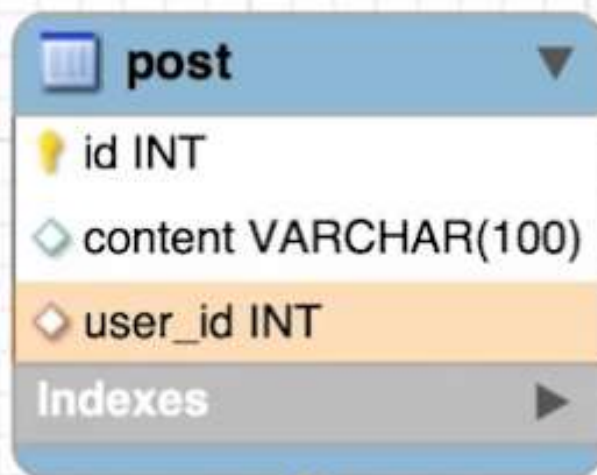 post
id INT
content VARCHAR(100)
user_id INT
Indexes